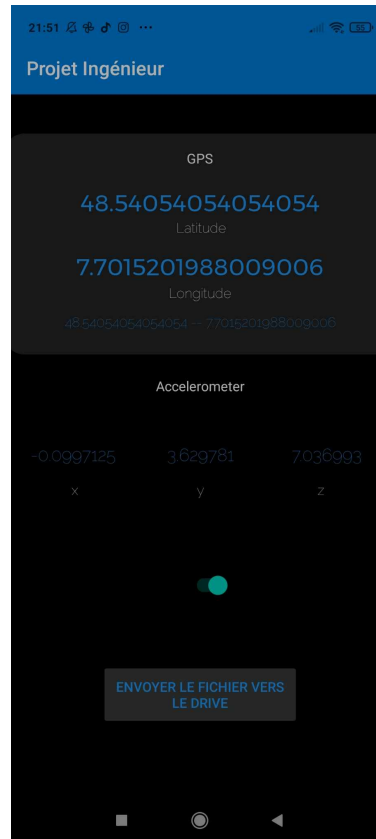 21:51
55
Projet Ingénieur
GPS
48.54054054054054
Latitude
7.7015201988009006
Longitude
48.54054054054054 -- 7.7015201988009006
Accelerometer
-0.0997125 3.629781 7.036993
x y z
ENVOYER LE FICHIER VERS
LE DRIVE